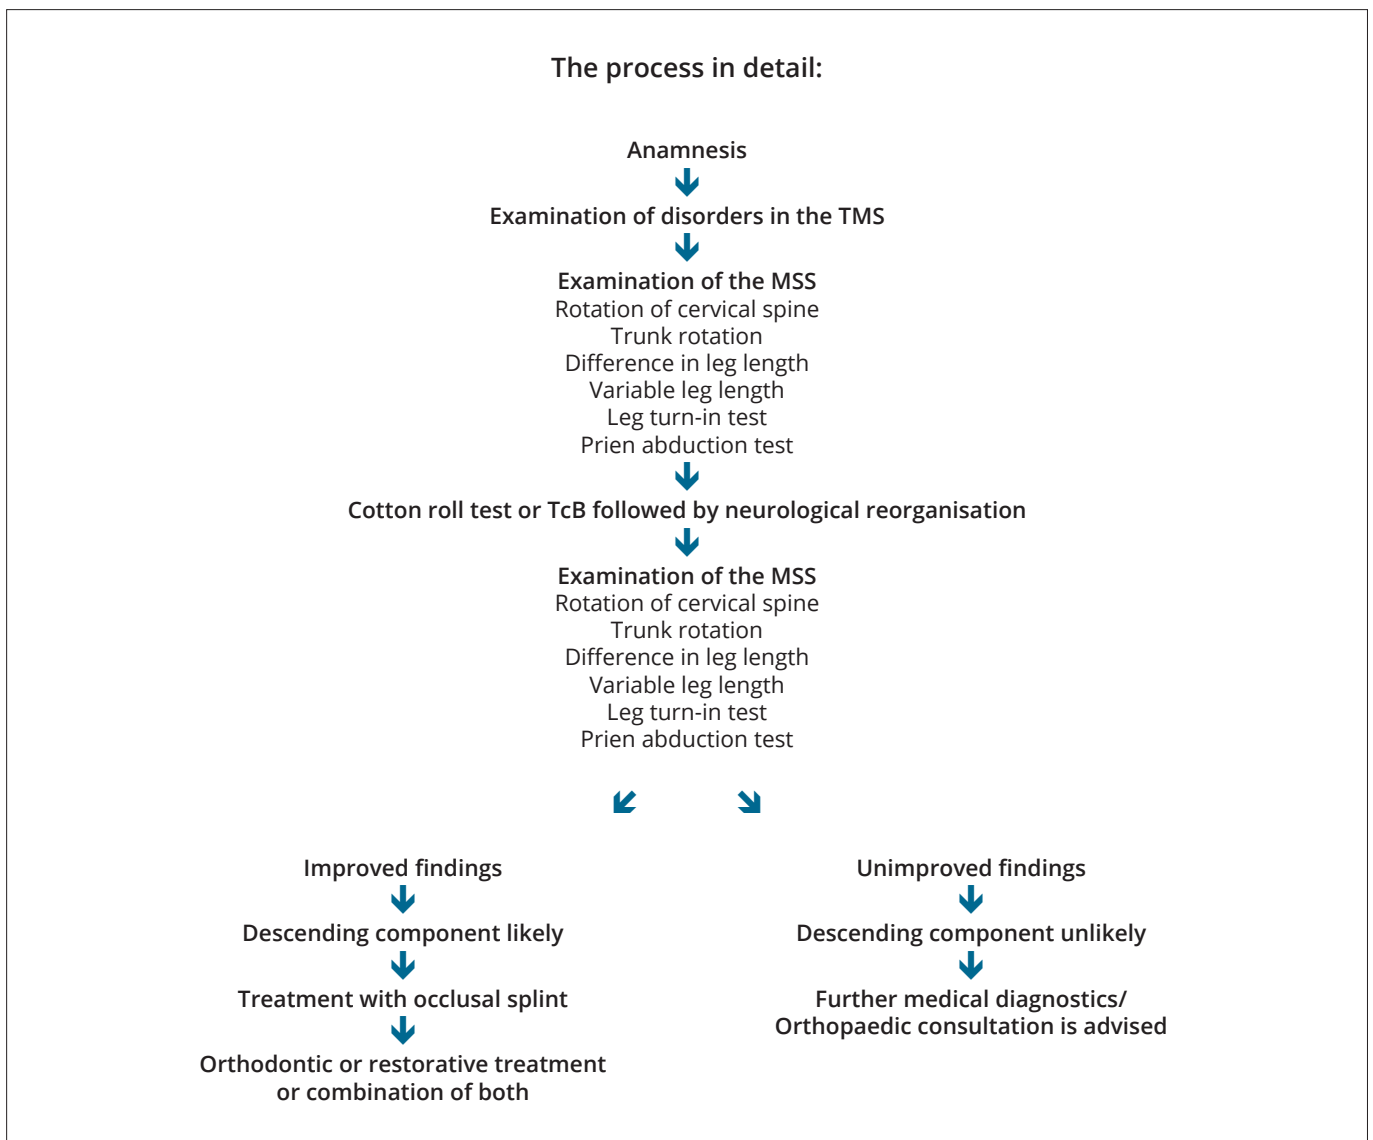 The process in detail:
Anamnesis
Examination of disorders in the TMS
Examination of the MSS
Rotation of cervical spine
Trunk rotation
Difference in leg length
Variable leg length
Leg turn-in test
Prien abduction test
Cotton roll test or TcB followed by neurological reorganisation
Examination of the MSS
Rotation of cervical spine
Trunk rotation
Difference in leg length
Variable leg length
Leg turn-in test
Prien abduction test
Improved findings
Descending component likely
Treatment with occlusal splint
Orthodontic or restorative treatment
or combination of both
Unimproved findings
Descending component unlikely
Further medical diagnostics/
Orthopaedic consultation is advised